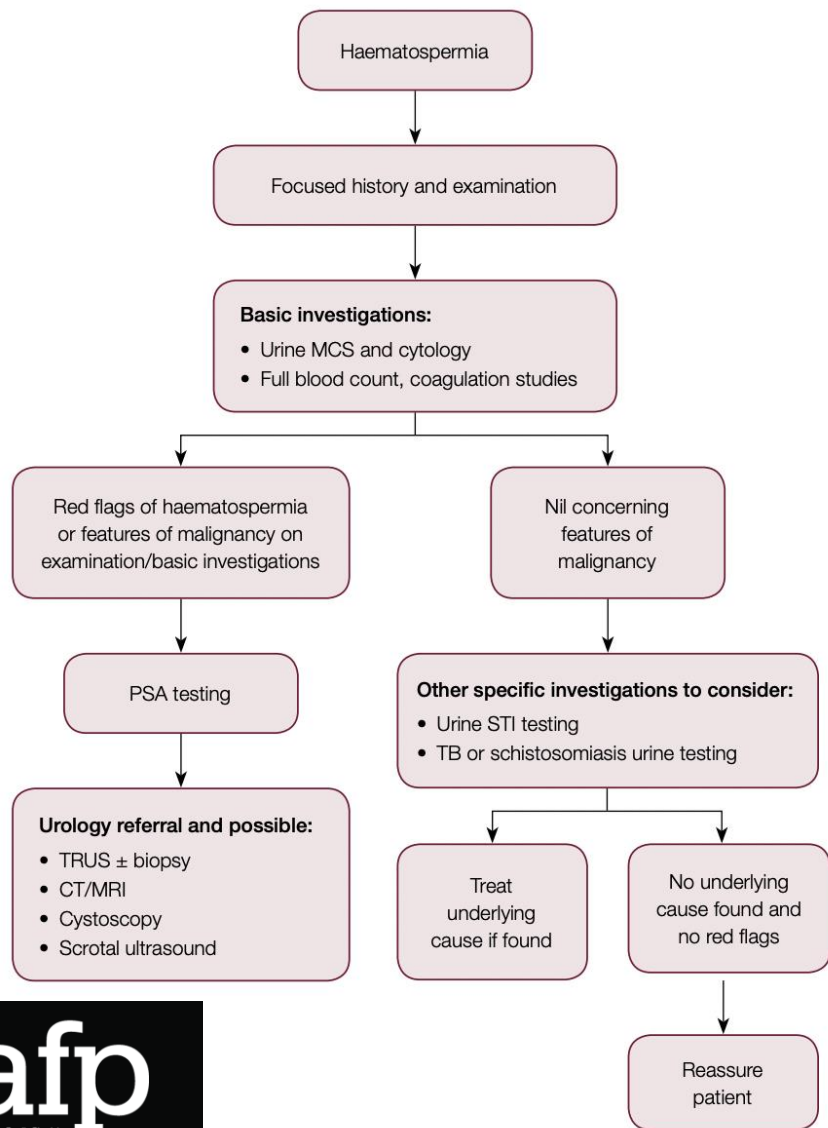 Haematospermia
Focused history and examination
Basic investigations:
• Urine MCS and cytology
• Full blood count, coagulation studies
Red flags of haematospermia
or features of malignancy on
examination/basic investigations
Nil concerning
features of
malignancy
PSA testing
Other specific investigations to consider:
• Urine STI testing
• TB or schistosomiasis urine testing
Urology referral and possible:
• TRUS ± biopsy
• CT/MRI
• Cystoscopy
• Scrotal ultrasound
Treat
underlying
cause if found
No underlying
cause found and
no red flags
Reassure
patient
afp